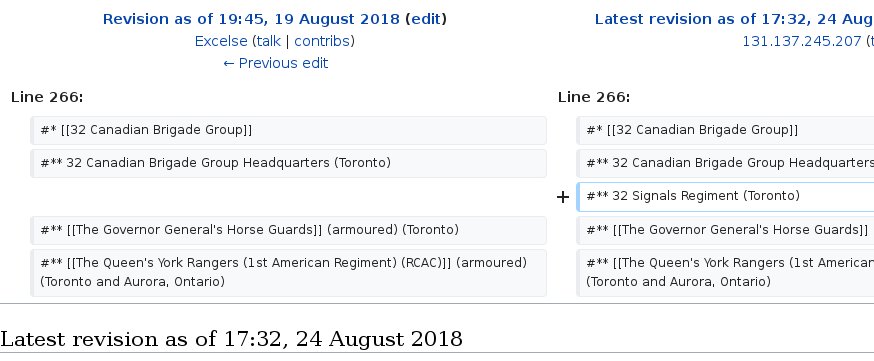 Revision as of 19:45, 19 August 2018 (edit)
Excelse (talk | contribs)
← Previous edit
Latest revision as of 17:32, 24 Aug
131.137.245.207 (t
Line 266:
Line 266:
#* [[32 Canadian Brigade Group]]
#* [[32 Canadian Brigade Group]]
#** 32 Canadian Brigade Group Headquarters (Toronto)
#** 32 Canadian Brigade Group Headquarters
+ #** 32 Signals Regiment (Toronto)
#** [[The Governor General's Horse Guards]] (armoured) (Toronto)
#** [[The Governor General's Horse Guards]]
#** [[The Queen's York Rangers (1st American Regiment) (RCAC)]] (armoured)
(Toronto and Aurora, Ontario)
#** [[The Queen's York Rangers (1st American
(Toronto and Aurora, Ontario)
Latest revision as of 17:32, 24 August 2018